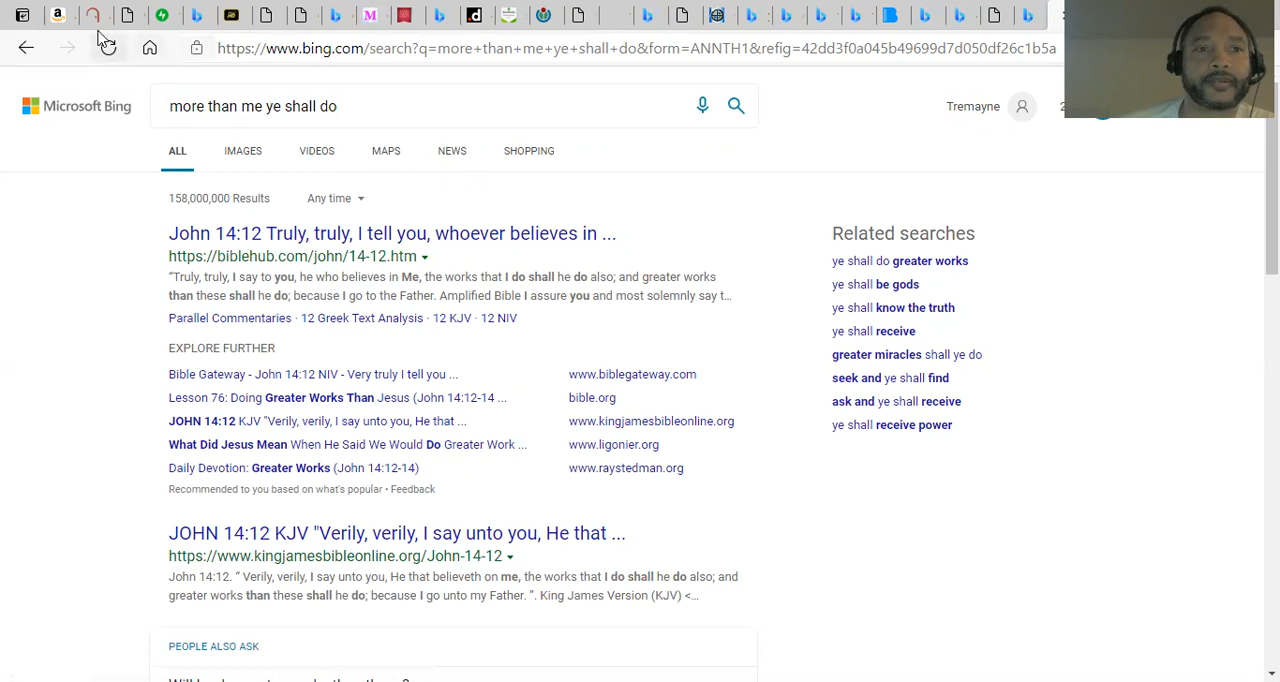 https://www.bing.com/search?q=more+than+me+ye+shall+do&form=ANNTH1&refig=42dd3f0a045b49699d7d050df26c1b5a
Microsoft Bing
more than me ye shall do
Tremayne
ALL IMAGES VIDEOS MAPS NEWS SHOPPING
158,000,000 Results Any time
John 14:12 Truly, truly, I tell you, whoever believes in ...
https://biblehub.com/john/14-12.htm
“Truly, truly, I say to you, he who believes in Me, the works that I do shall he do also; and greater works
than these shall he do; because I go to the Father. Amplified Bible I assure you and most solemnly say t…
Parallel Commentaries · 12 Greek Text Analysis · 12 KJV · 12 NIV
EXPLORE FURTHER
Bible Gateway - John 14:12 NIV - Very truly I tell you ... www.biblegateway.com
Lesson 76: Doing Greater Works Than Jesus (John 14:12-14 ... bible.org
JOHN 14:12 KJV "Verily, verily, I say unto you, He that ... www.kingjamesbibleonline.org
What Did Jesus Mean When He Said We Would Do Greater Work ... www.ligonier.org
Daily Devotion: Greater Works (John 14:12-14) www.raystedman.org
Recommended to you based on what's popular • Feedback
JOHN 14:12 KJV "Verily, verily, I say unto you, He that ...
https://www.kingjamesbibleonline.org/John-14-12
John 14:12. “ Verily, verily, I say unto you, He that believeth on me, the works that I do shall he do also; and
greater works than these shall he do; because I go unto my Father. ”. King James Version (KJV) <…
PEOPLE ALSO ASK
Related searches
ye shall do greater works
ye shall be gods
ye shall know the truth
ye shall receive
greater miracles shall ye do
seek and ye shall find
ask and ye shall receive
ye shall receive power